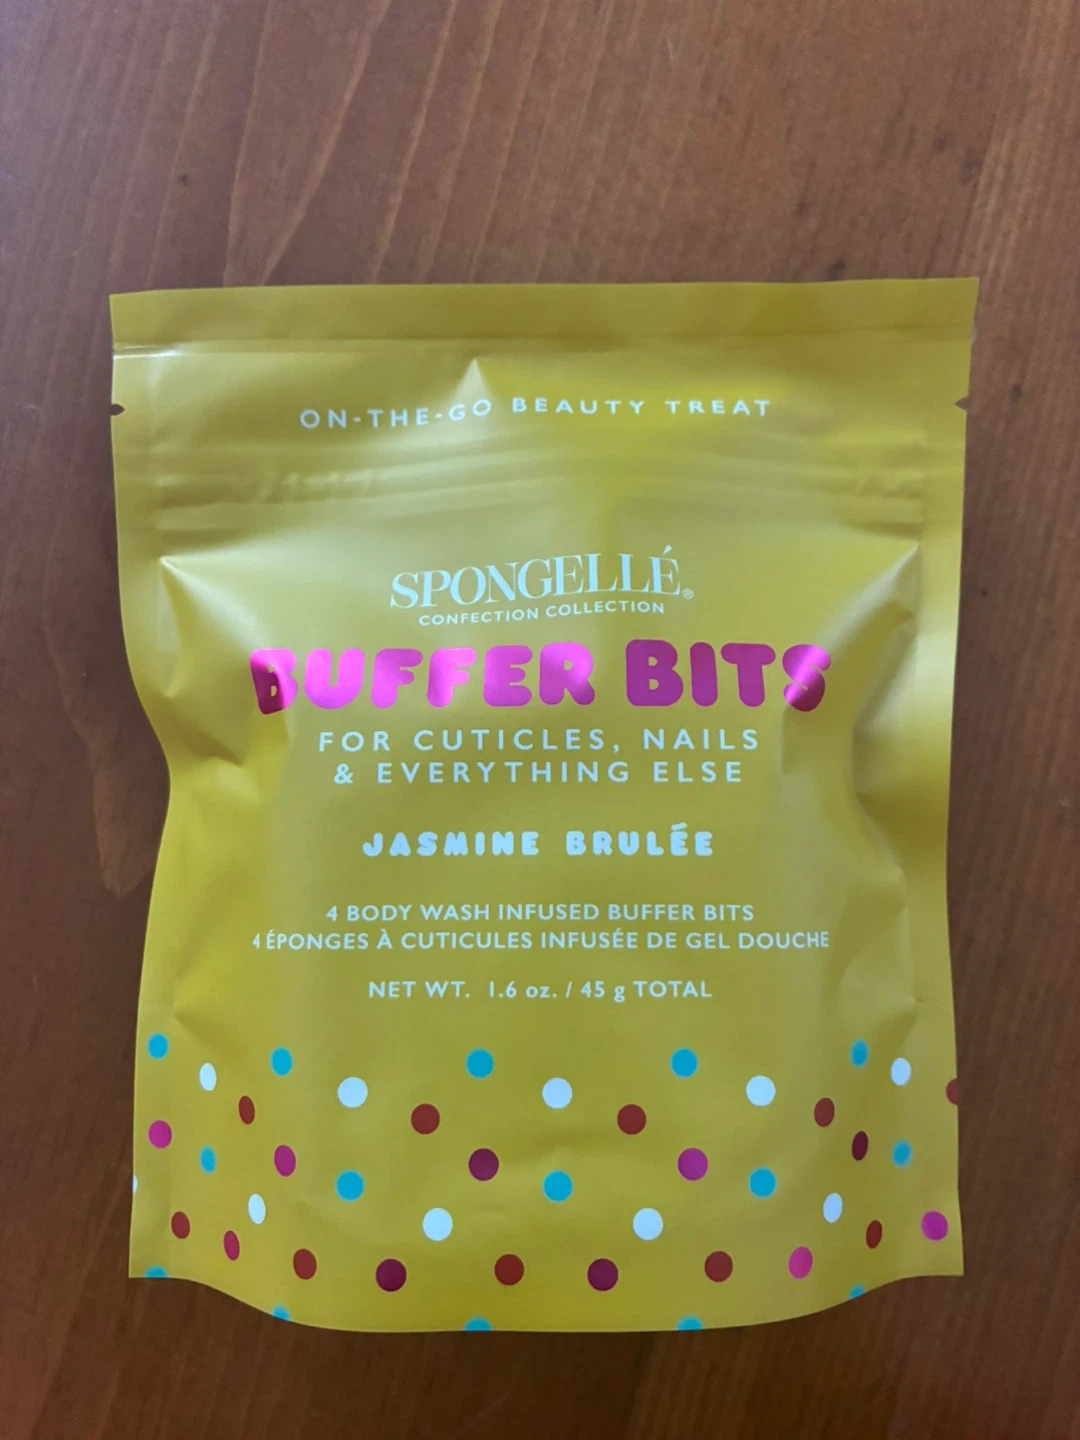 ON-THE-GO BEAUTY TREAT
SPONGELLÉ®
CONFECTION COLLECTION
BUFFER BITS
FOR CUTICLES, NAILS
& EVERYTHING ELSE
JASMINE BRULÉE
4 BODY WASH INFUSED BUFFER BITS
4 ÉPONGES À CUTICULES INFUSÉE DE GEL DOUCHE
NET WT. 1.6 oz. / 45 g TOTAL